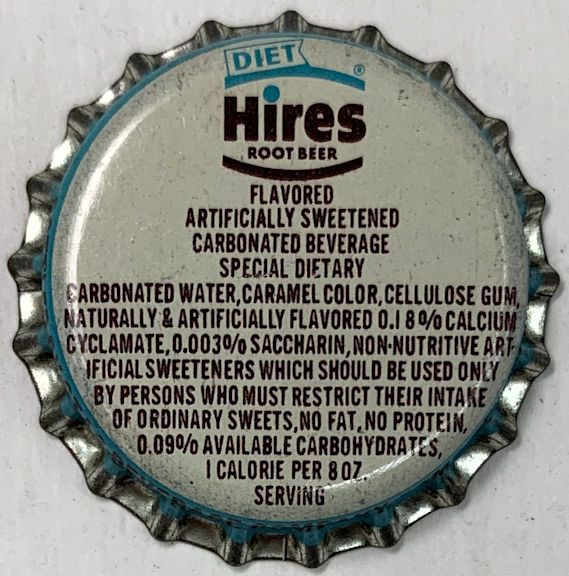 DIET
®
Hires
ROOT BEER
FLAVORED
ARTIFICIALLY SWEETENED
CARBONATED BEVERAGE
SPECIAL DIETARY
CARBONATED WATER, CARAMEL COLOR, CELLULOSE GUM,
NATURALLY & ARTIFICIALLY FLAVORED 0.18% CALCIUM
CYCLAMATE, 0.003% SACCHARIN, NON-NUTRITIVE ART-
IFICIAL SWEETENERS WHICH SHOULD BE USED ONLY
BY PERSONS WHO MUST RESTRICT THEIR INTAKE
OF ORDINARY SWEETS, NO FAT, NO PROTEIN,
0.09% AVAILABLE CARBOHYDRATES,
1 CALORIE PER 8 OZ.
SERVING